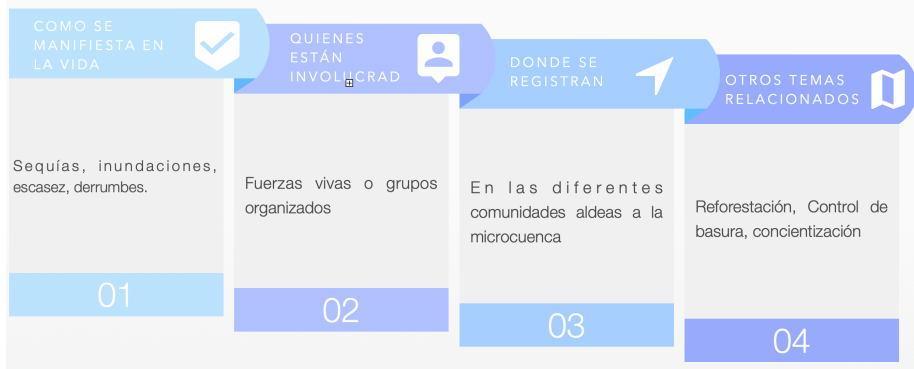 COMO SE
MANIFIESTA EN
LA VIDA
Sequías, inundaciones,
escasez, derrumbes.
01
QUIENES
ESTÁN
INVOLUCRAD
Fuerzas vivas o grupos
organizados
02
DONDE SE
REGISTRAN
En las diferentes
comunidades aldeas a la
microcuenca
03
OTROS TEMAS
RELACIONADOS
Reforestación, Control de
basura, concientización
04